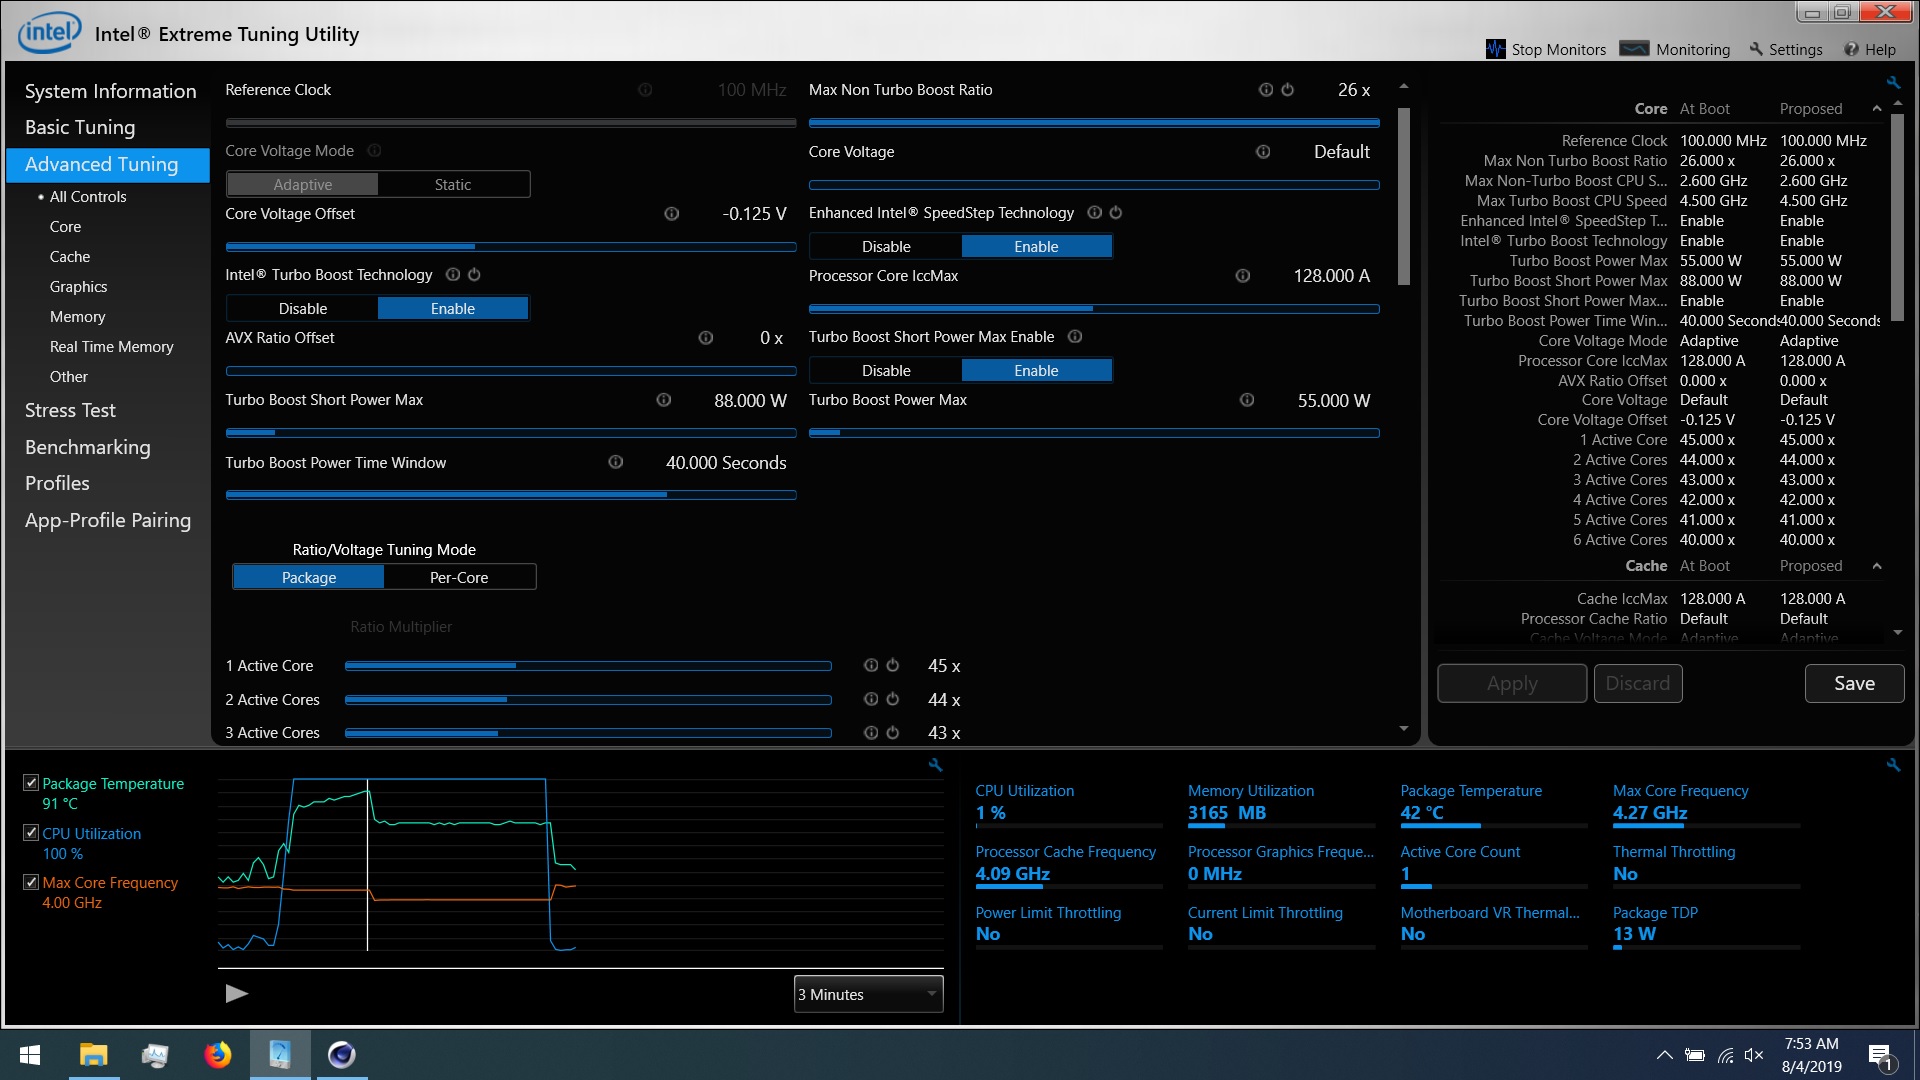 intel
Intel® Extreme Tuning Utility
Stop Monitors
Monitoring
Settings
Help
System Information
Basic Tuning
Advanced Tuning
• All Controls
Core
Cache
Graphics
Memory
Real Time Memory
Other
Stress Test
Benchmarking
Profiles
App-Profile Pairing
Reference Clock 100 MHz
Core Voltage Mode
Adaptive Static
Core Voltage Offset -0.125 V
Intel® Turbo Boost Technology
Disable Enable
AVX Ratio Offset 0 x
Turbo Boost Short Power Max 88.000 W
Turbo Boost Power Time Window 40.000 Seconds
Max Non Turbo Boost Ratio 26 x
Core Voltage Default
Enhanced Intel® SpeedStep Technology
Disable Enable
Processor Core IccMax 128.000 A
Turbo Boost Short Power Max Enable
Disable Enable
Turbo Boost Power Max 55.000 W
Ratio/Voltage Tuning Mode
Package Per-Core
Ratio Multiplier
1 Active Core 45 x
2 Active Cores 44 x
3 Active Cores 43 x
Core At Boot Proposed
Reference Clock 100.000 MHz 100.000 MHz
Max Non Turbo Boost Ratio 26.000 x 26.000 x
Max Non-Turbo Boost CPU S... 2.600 GHz 2.600 GHz
Max Turbo Boost CPU Speed 4.500 GHz 4.500 GHz
Enhanced Intel® SpeedStep T... Enable Enable
Intel® Turbo Boost Technology Enable Enable
Turbo Boost Power Max 55.000 W 55.000 W
Turbo Boost Short Power Max 88.000 W 88.000 W
Turbo Boost Short Power Max... Enable Enable
Turbo Boost Power Time Win... 40.000 Seconds 40.000 Seconds
Core Voltage Mode Adaptive Adaptive
Processor Core IccMax 128.000 A 128.000 A
AVX Ratio Offset 0.000 x 0.000 x
Core Voltage Default Default
Core Voltage Offset -0.125 V -0.125 V
1 Active Core 45.000 x 45.000 x
2 Active Cores 44.000 x 44.000 x
3 Active Cores 43.000 x 43.000 x
4 Active Cores 42.000 x 42.000 x
5 Active Cores 41.000 x 41.000 x
6 Active Cores 40.000 x 40.000 x
Cache At Boot Proposed
Cache IccMax 128.000 A 128.000 A
Processor Cache Ratio Default Default
Cache Voltage Mode Adaptive Adaptive
Apply Discard Save
Package Temperature
91 °C
CPU Utilization
100 %
Max Core Frequency
4.00 GHz
3 Minutes
CPU Utilization
1 %
Memory Utilization
3165 MB
Package Temperature
42 °C
Max Core Frequency
4.27 GHz
Processor Cache Frequency
4.09 GHz
Processor Graphics Freque...
0 MHz
Active Core Count
1
Thermal Throttling
No
Power Limit Throttling
No
Current Limit Throttling
No
Motherboard VR Thermal...
No
Package TDP
13 W
7:53 AM
8/4/2019
1